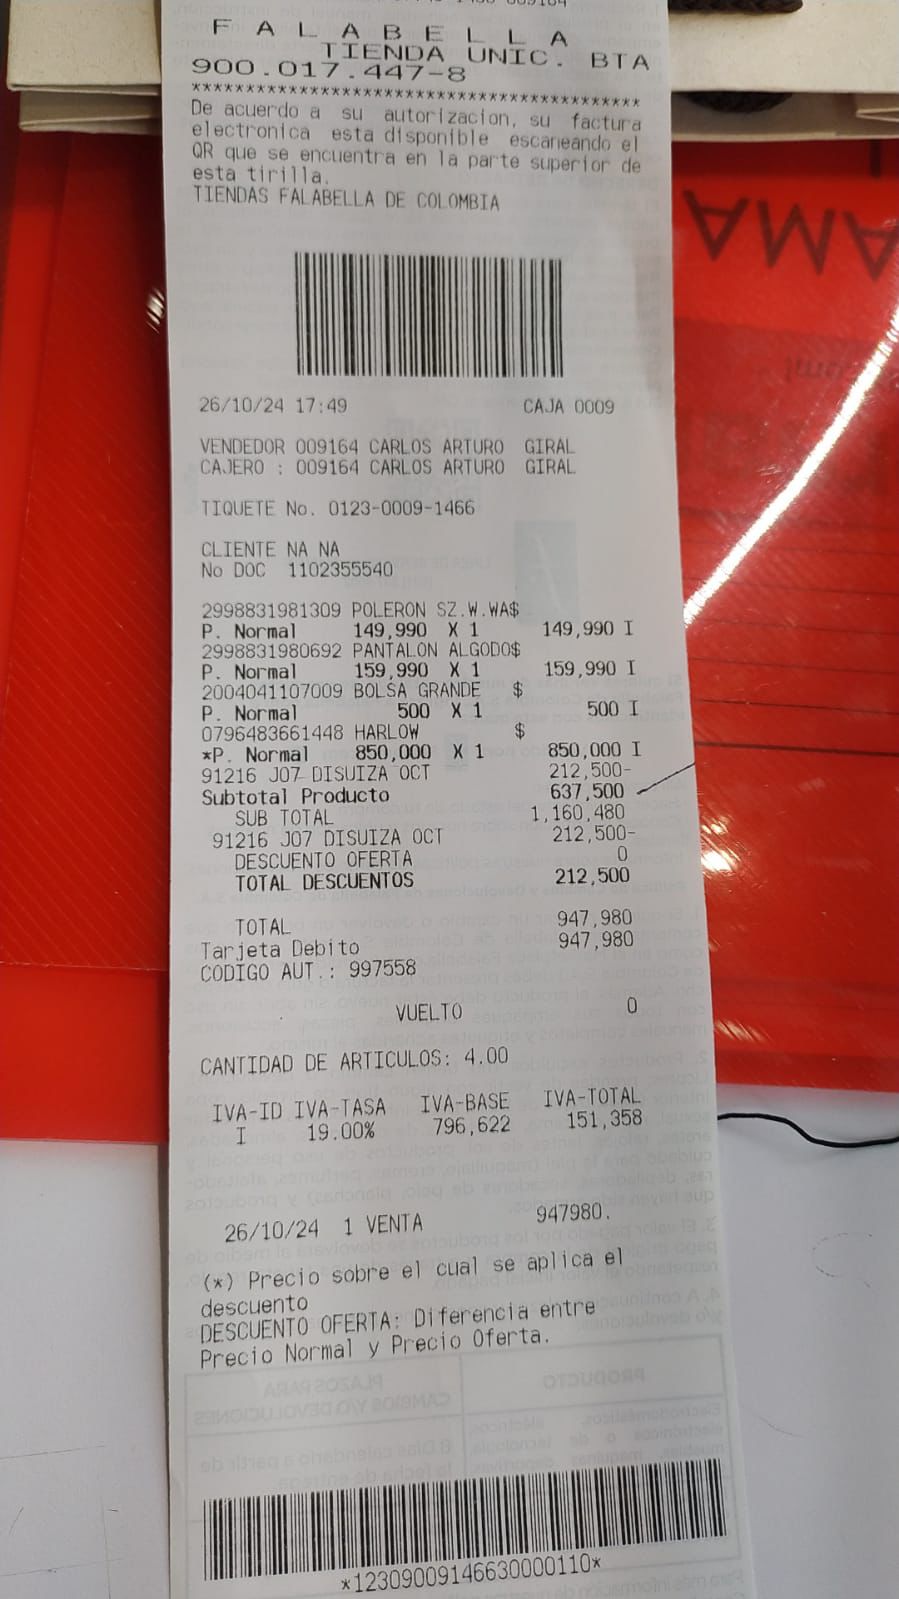 F A L A B E L L A
TIENDA UNIC. BTA
900.017.447-8
******************************************
De acuerdo a su autorizacion, su factura
electronica esta disponible escaneando el
QR que se encuentra en la parte superior de
esta tirilla.
TIENDAS FALABELLA DE COLOMBIA
26/10/24 17:49 CAJA 0009
VENDEDOR 009164 CARLOS ARTURO GIRAL
CAJERO : 009164 CARLOS ARTURO GIRAL
TIQUETE No. 0123-0009-1466
CLIENTE NA NA
No DOC 1102355540
2998831981309 POLERON SZ.W.WA$
P. Normal 149,990 X 1 149,990 I
2998831980692 PANTALON ALGODO$
P. Normal 159,990 X 1 159,990 I
2004041107009 BOLSA GRANDE $
P. Normal 500 X 1 500 I
0796483661448 HARLOW $
*P. Normal 850,000 X 1 850,000 I
91216 J07 DISUIZA OCT 212,500-
Subtotal Producto 637,500
SUB TOTAL 1,160,480
91216 J07 DISUIZA OCT 212,500-
DESCUENTO OFERTA 0
TOTAL DESCUENTOS 212,500
TOTAL 947,980
Tarjeta Debito 947,980
CODIGO AUT.: 997558
VUELTO 0
CANTIDAD DE ARTICULOS: 4.00
IVA-ID IVA-TASA IVA-BASE IVA-TOTAL
I 19.00% 796,622 151,358
26/10/24 1 VENTA 947980.
(*) Precio sobre el cual se aplica el
descuento
DESCUENTO OFERTA: Diferencia entre
Precio Normal y Precio Oferta.
*12309009146630000110*
AMA